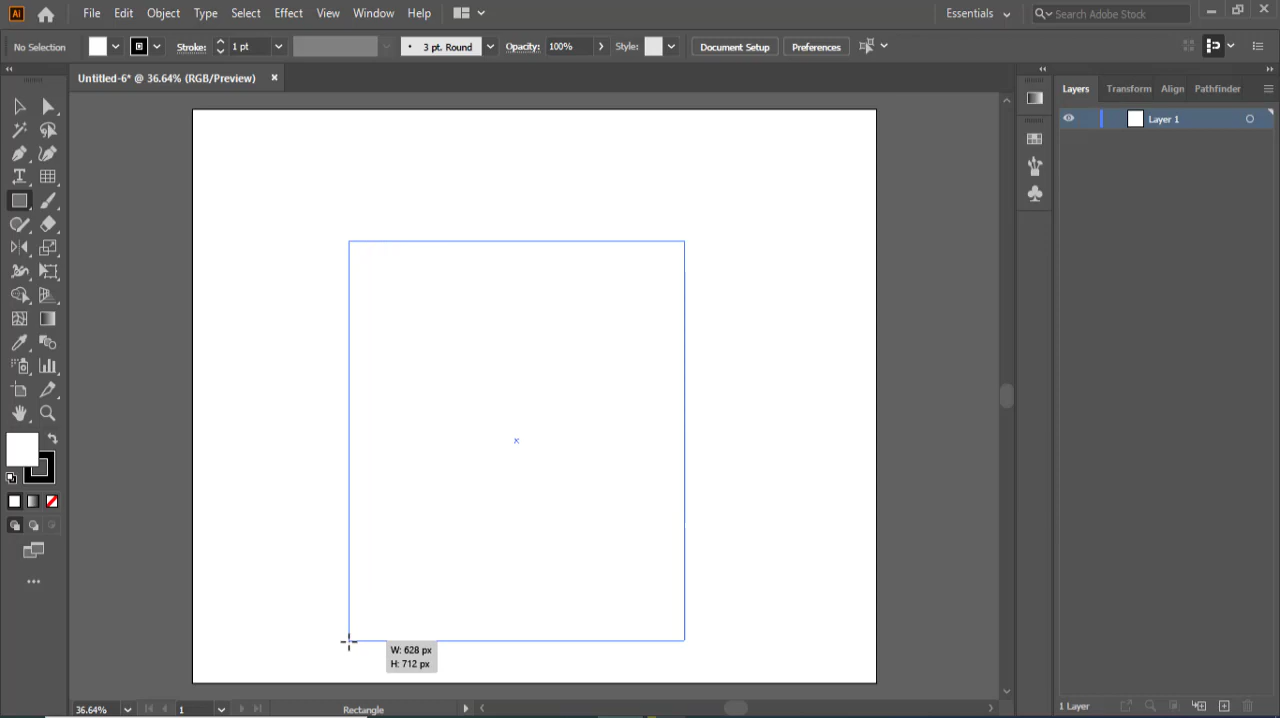 Ai File Edit Object Type Select Effect View Window Help Essentials Search Adobe Stock
No Selection Stroke: 1 pt 3 pt. Round Opacity: 100% Style: Document Setup Preferences
Untitled-6* @ 36.64% (RGB/Preview)
Layers Transform Align Pathfinder
Layer 1
W: 628 px
H: 712 px
36.64% 1 Rectangle 1 Layer